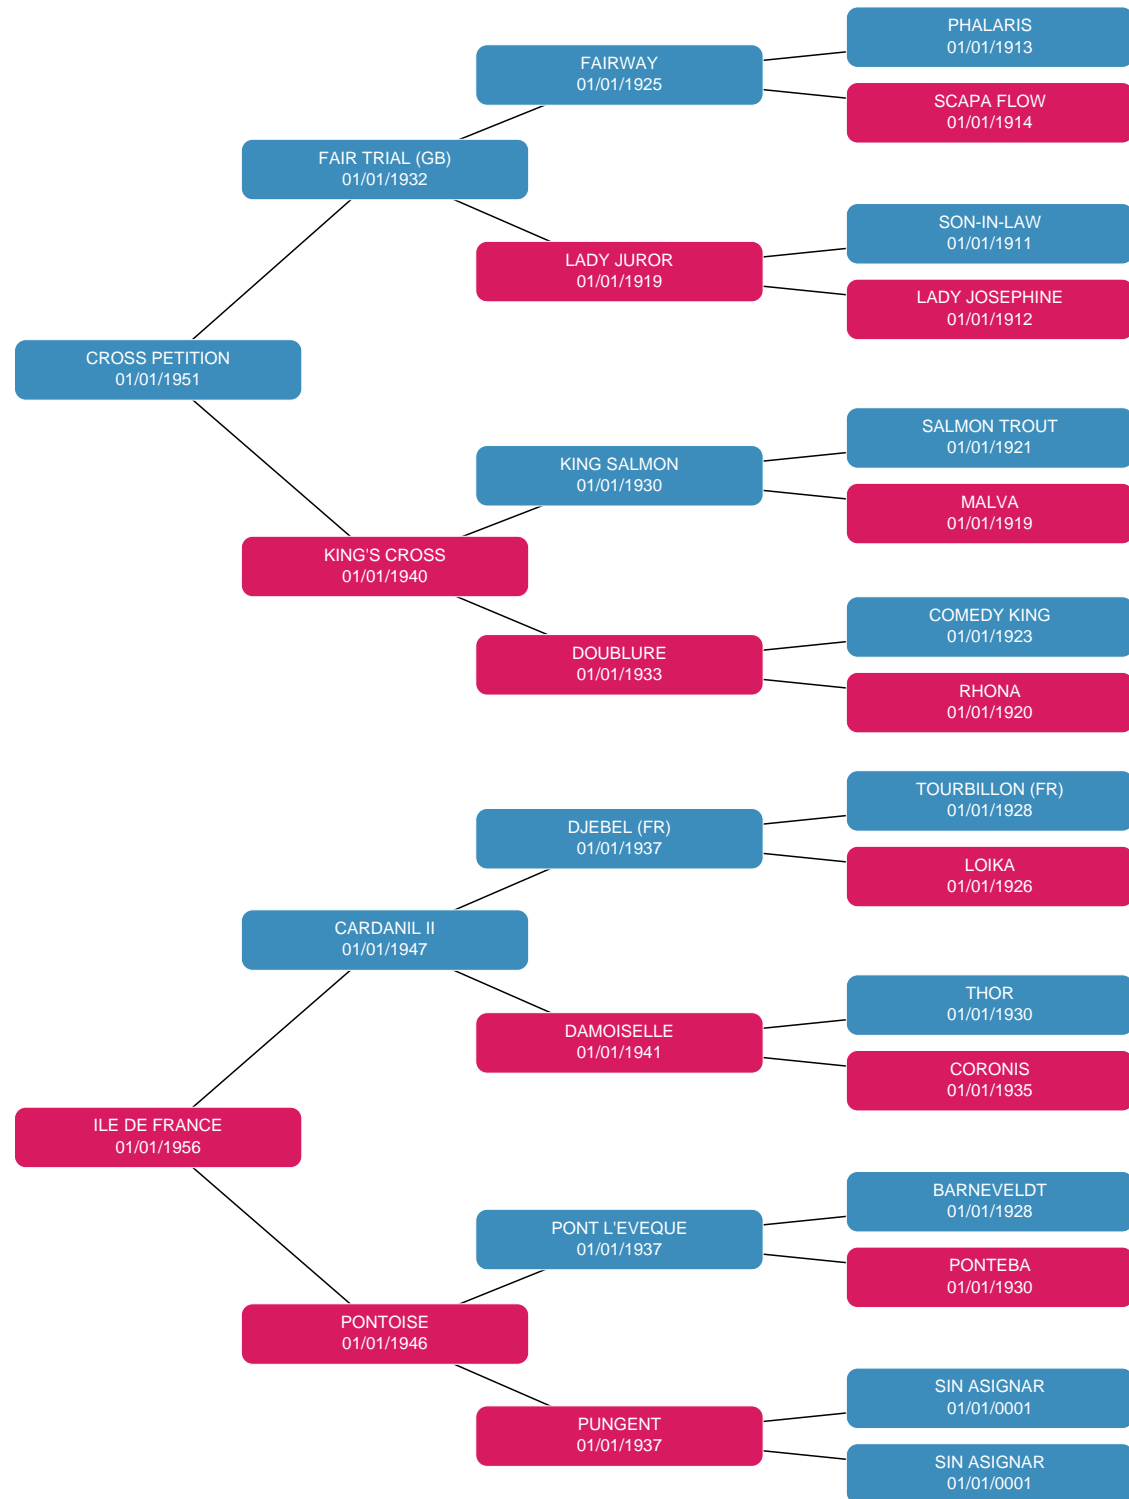 PHALARIS
01/01/1913
FAIRWAY
01/01/1925
SCAPA FLOW
01/01/1914
FAIR TRIAL (GB)
01/01/1932
SON-IN-LAW
01/01/1911
LADY JUROR
01/01/1919
LADY JOSEPHINE
01/01/1912
CROSS PETITION
01/01/1951
SALMON TROUT
01/01/1921
KING SALMON
01/01/1930
MALVA
01/01/1919
KING'S CROSS
01/01/1940
COMEDY KING
01/01/1923
DOUBLURE
01/01/1933
RHONA
01/01/1920
TOURBILLON (FR)
01/01/1928
DJEBEL (FR)
01/01/1937
LOIKA
01/01/1926
CARDANIL II
01/01/1947
THOR
01/01/1930
DAMOISELLE
01/01/1941
CORONIS
01/01/1935
ILE DE FRANCE
01/01/1956
BARNEVELDT
01/01/1928
PONT L'EVEQUE
01/01/1937
PONTEBA
01/01/1930
PONTOISE
01/01/1946
SIN ASIGNAR
01/01/0001
PUNGENT
01/01/1937
SIN ASIGNAR
01/01/0001